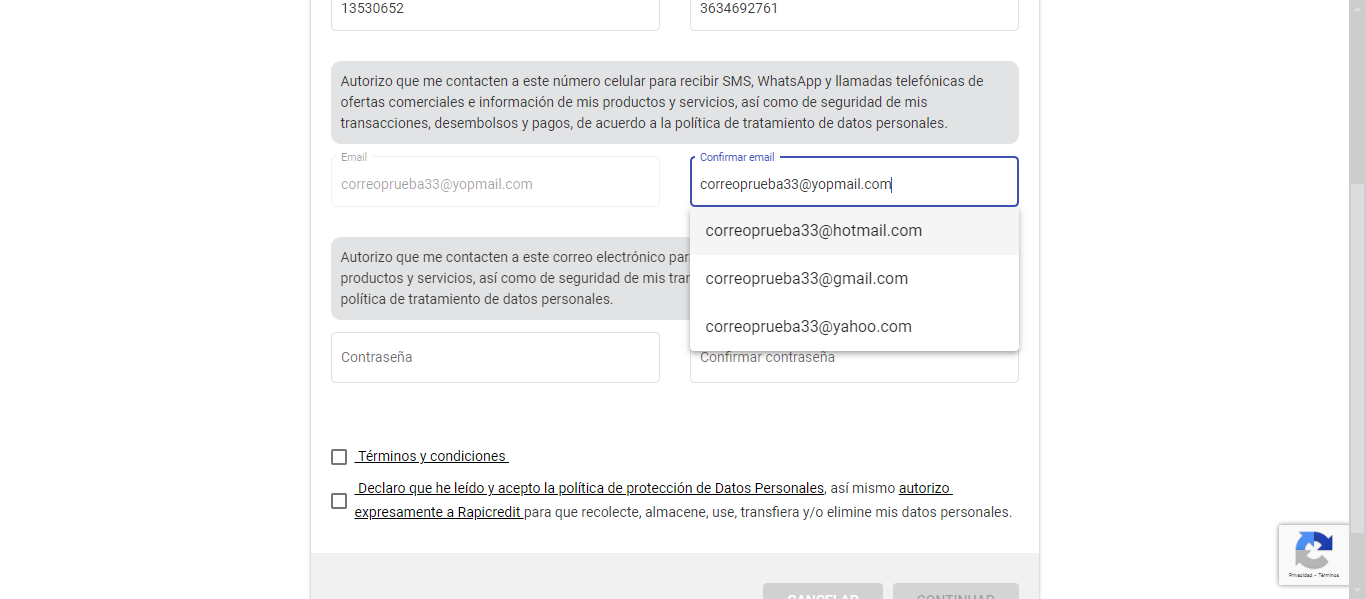 13530652
3634692761
Autorizo que me contacten a este número celular para recibir SMS, WhatsApp y llamadas telefónicas de
ofertas comerciales e información de mis productos y servicios, así como de seguridad de mis
transacciones, desembolsos y pagos, de acuerdo a la política de tratamiento de datos personales.
Email
correoprueba33@yopmail.com
Confirmar email
correoprueba33@yopmail.com
correoprueba33@hotmail.com
correoprueba33@gmail.com
correoprueba33@yahoo.com
Autorizo que me contacten a este correo electrónico
productos y servicios, así como de seguridad de mis
política de tratamiento de datos personales.
Contraseña
Confirmar contraseña
Términos y condiciones
Declaro que he leído y acepto la política de protección de Datos Personales, así mismo autorizo
expresamente a Rapicredit para que recolecte, almacene, use, transfiera y/o elimine mis datos personales.
CANCELAR
CONTINUAR
Privacidad - Términos